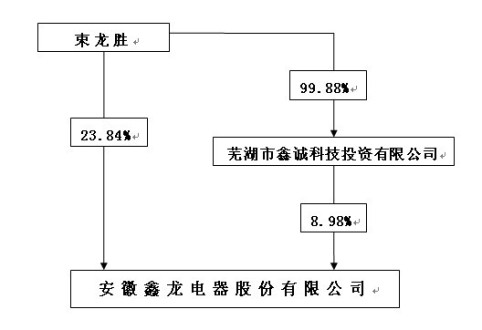 束龙胜
99.88%
23.84%
芜湖市鑫诚科技投资有限公司
8.98%
安徽鑫龙电器股份有限公司